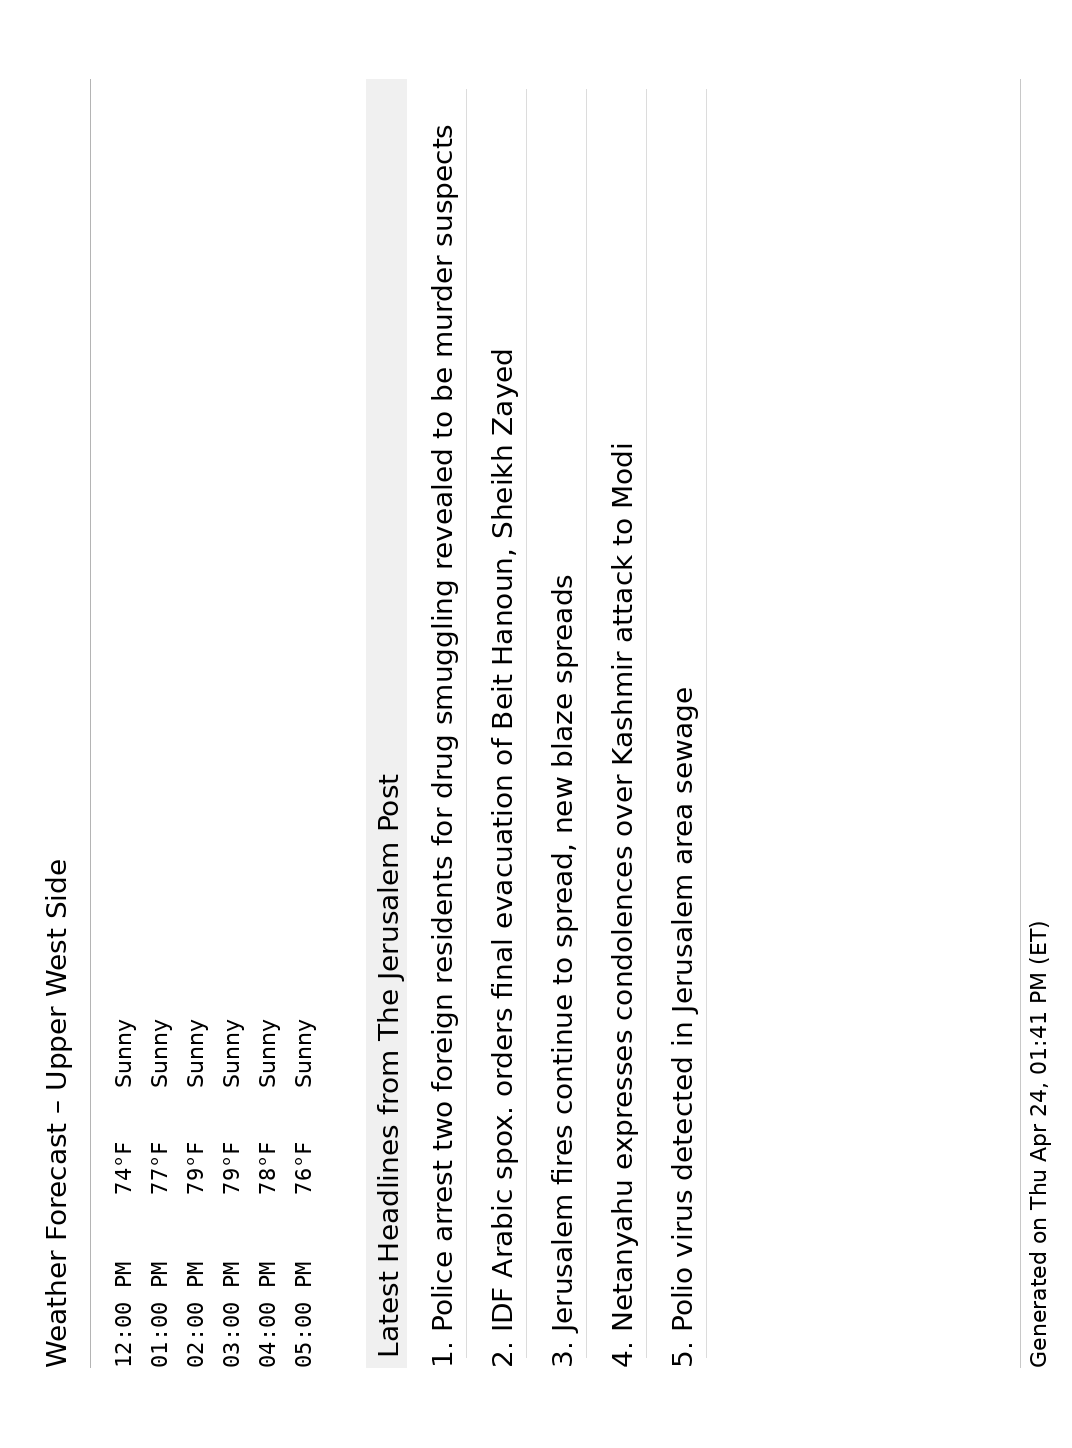 Weather Forecast – Upper West Side
12:00 PM 74°F Sunny
01:00 PM 77°F Sunny
02:00 PM 79°F Sunny
03:00 PM 79°F Sunny
04:00 PM 78°F Sunny
05:00 PM 76°F Sunny
Latest Headlines from The Jerusalem Post
1. Police arrest two foreign residents for drug smuggling revealed to be murder suspects
2. IDF Arabic spox. orders final evacuation of Beit Hanoun, Sheikh Zayed
3. Jerusalem fires continue to spread, new blaze spreads
4. Netanyahu expresses condolences over Kashmir attack to Modi
5. Polio virus detected in Jerusalem area sewage
Generated on Thu Apr 24, 01:41 PM (ET)